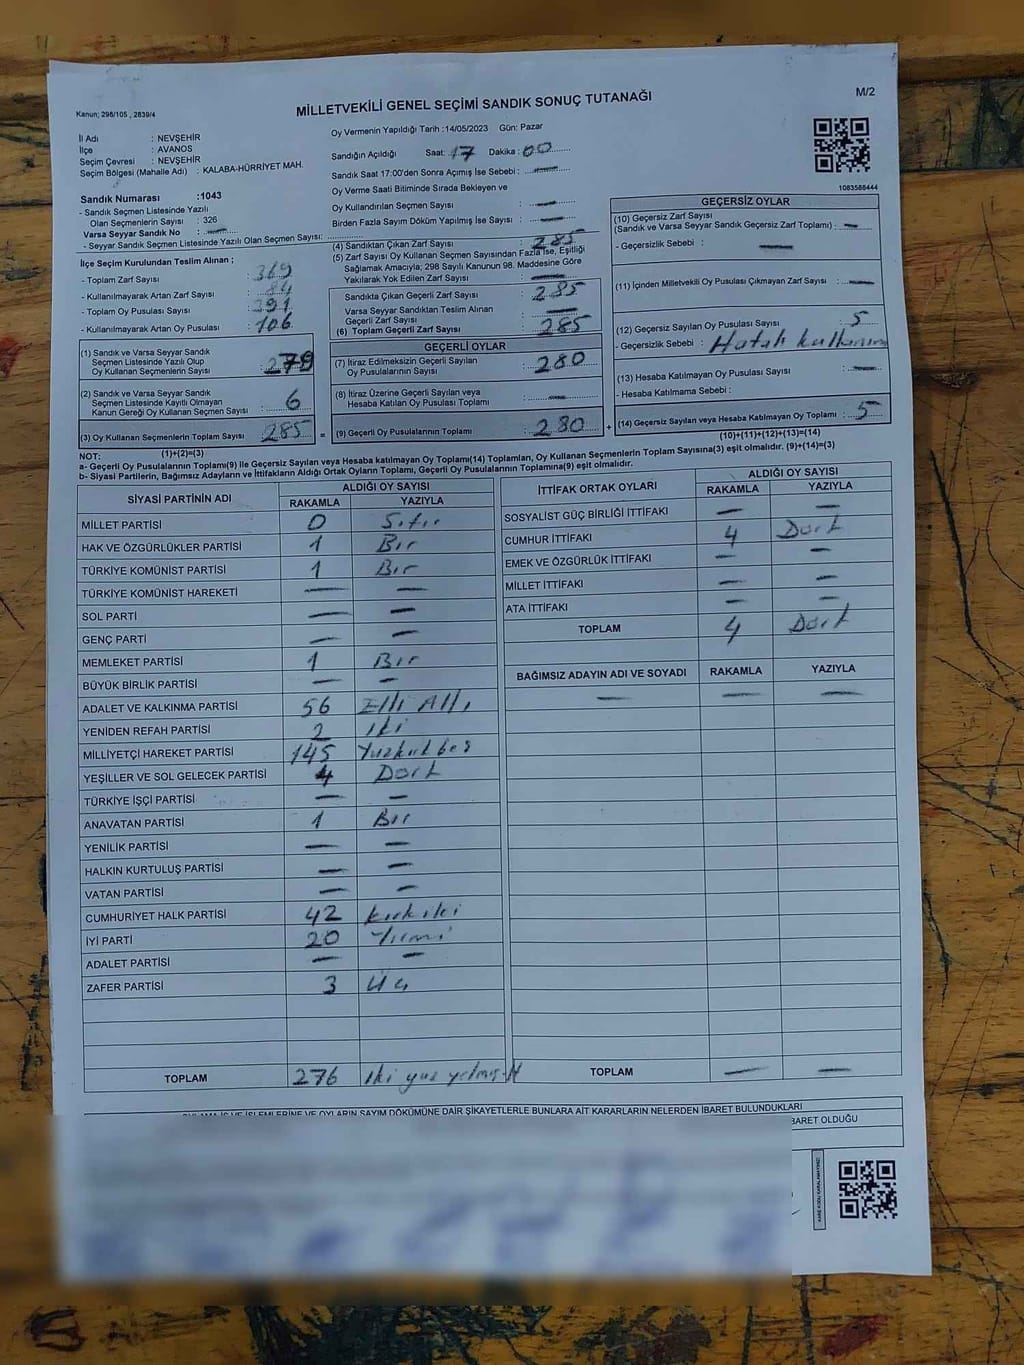 Kanun; 298/105 , 2839/4
MİLLETVEKİLİ GENEL SEÇİMİ SANDIK SONUÇ TUTANAĞI
M/2
İl Adı : NEVŞEHİR
İlçe : AVANOS
Seçim Çevresi : NEVŞEHİR
Seçim Bölgesi (Mahalle Adı) : KALABA-HÜRRİYET MAH.
Sandık Numarası :1043
- Sandık Seçmen Listesinde Yazılı
Olan Seçmenlerin Sayısı : 326
Varsa Seyyar Sandık No : —
- Seyyar Sandık Seçmen Listesinde Yazılı Olan Seçmen Sayısı:
İlçe Seçim Kurulundan Teslim Alınan ;
- Toplam Zarf Sayısı : 369
- Kullanılmayarak Artan Zarf Sayısı : 84
- Toplam Oy Pusulası Sayısı : 391
- Kullanılmayarak Artan Oy Pusulası : 106
(1) Sandık ve Varsa Seyyar Sandık
Seçmen Listesinde Yazılı Olup
Oy Kullanan Seçmenlerin Sayısı : 279
(2) Sandık ve Varsa Seyyar Sandık
Seçmen Listesinde Kayıtlı Olmayan
Kanun Gereği Oy Kullanan Seçmen Sayısı : 6
(3) Oy Kullanan Seçmenlerin Toplam Sayısı : 285
(1)+(2)=(3)
Oy Vermenin Yapıldığı Tarih :14/05/2023 Gün: Pazar
Sandığın Açıldığı Saat: 17 Dakika : 00
Sandık Saat 17:00'den Sonra Açımış İse Sebebi : —
Oy Verme Saati Bitiminde Sırada Bekleyen ve
Oy Kullandırılan Seçmen Sayısı : —
Birden Fazla Sayım Döküm Yapılmış İse Sayısı : —
(4) Sandıktan Çıkan Zarf Sayısı : 285
(5) Zarf Sayısı Oy Kullanan Seçmen Sayısından Fazla İse, Eşitliği
Sağlamak Amacıyla; 298 Sayılı Kanunun 98. Maddesine Göre
Yakılarak Yok Edilen Zarf Sayısı : —
Sandıkta Çıkan Geçerli Zarf Sayısı : 285
Varsa Seyyar Sandıktan Teslim Alınan
Geçerli Zarf Sayısı : —
(6) Toplam Geçerli Zarf Sayısı : 285
GEÇERLİ OYLAR
(7) İtiraz Edilmeksizin Geçerli Sayılan
Oy Pusulalarının Sayısı : 280
(8) İtiraz Üzerine Geçerli Sayılan veya
Hesaba Katılan Oy Pusulası Toplamı : —
= (9) Geçerli Oy Pusulalarının Toplamı : 280
1083588444
GEÇERSİZ OYLAR
(10) Geçersiz Zarf Sayısı
(Sandık ve Varsa Seyyar Sandık Geçersiz Zarf Toplamı) : —
- Geçersizlik Sebebi : —
(11) İçinden Milletvekili Oy Pusulası Çıkmayan Zarf Sayısı : —
(12) Geçersiz Sayılan Oy Pusulası Sayısı : 5
- Geçersizlik Sebebi : Hatalı kullanım
(13) Hesaba Katılmayan Oy Pusulası Sayısı : —
- Hesaba Katılmama Sebebi :
+ (14) Geçersiz Sayılan veya Hesaba Katılmayan Oy Toplamı : 5
(10)+(11)+(12)+(13)=(14)
NOT:
a- Geçerli Oy Pusulalarının Toplamı(9) ile Geçersiz Sayılan veya Hesaba Katılmayan Oy Toplamı(14) Toplamları, Oy Kullanan Seçmenlerin Toplam Sayısına(3) eşit olmalıdır. (9)+(14)=(3)
b- Siyasi Partilerin, Bağımsız Adayların ve İttifakların Aldığı Ortak Oyların Toplamı, Geçerli Oy Pusulalarının Toplamına(9) eşit olmalıdır.
SİYASİ PARTİNİN ADI ALDIĞI OY SAYISI
RAKAMLA YAZIYLA
MİLLET PARTİSİ 0 Sıfır
HAK VE ÖZGÜRLÜKLER PARTİSİ 1 Bir
TÜRKİYE KOMÜNİST PARTİSİ 1 Bir
TÜRKİYE KOMÜNİST HAREKETİ — —
SOL PARTİ — —
GENÇ PARTİ — —
MEMLEKET PARTİSİ 1 Bir
BÜYÜK BİRLİK PARTİSİ — —
ADALET VE KALKINMA PARTİSİ 56 Elli Altı
YENİDEN REFAH PARTİSİ 2 İki
MİLLİYETÇİ HAREKET PARTİSİ 145 Yüzkırkbeş
YEŞİLLER VE SOL GELECEK PARTİSİ 4 Dört
TÜRKİYE İŞÇİ PARTİSİ — —
ANAVATAN PARTİSİ 1 Bir
YENİLİK PARTİSİ — —
HALKIN KURTULUŞ PARTİSİ — —
VATAN PARTİSİ — —
CUMHURİYET HALK PARTİSİ 42 kırkiki
İYİ PARTİ 20 Yirmi
ADALET PARTİSİ — —
ZAFER PARTİSİ 3 Üç
TOPLAM 276 İki yüz
İTTİFAK ORTAK OYLARI ALDIĞI OY SAYISI
RAKAMLA YAZIYLA
SOSYALİST GÜÇ BİRLİĞİ İTTİFAKI — —
CUMHUR İTTİFAKI 4 Dört
EMEK VE ÖZGÜRLÜK İTTİFAKI — —
MİLLET İTTİFAKI — —
ATA İTTİFAKI — —
TOPLAM 4 Dört
BAĞIMSIZ ADAYIN ADI VE SOYADI RAKAMLA YAZIYLA
— — —
TOPLAM — —
İŞLEMLERİNE VE OYLARIN SAYIM DÖKÜMÜNE DAİR ŞİKAYETLERLE BUNLARA AİT KARARLARIN NELERDEN İBARET BULUNDUKLARI
BARET OLDUĞU